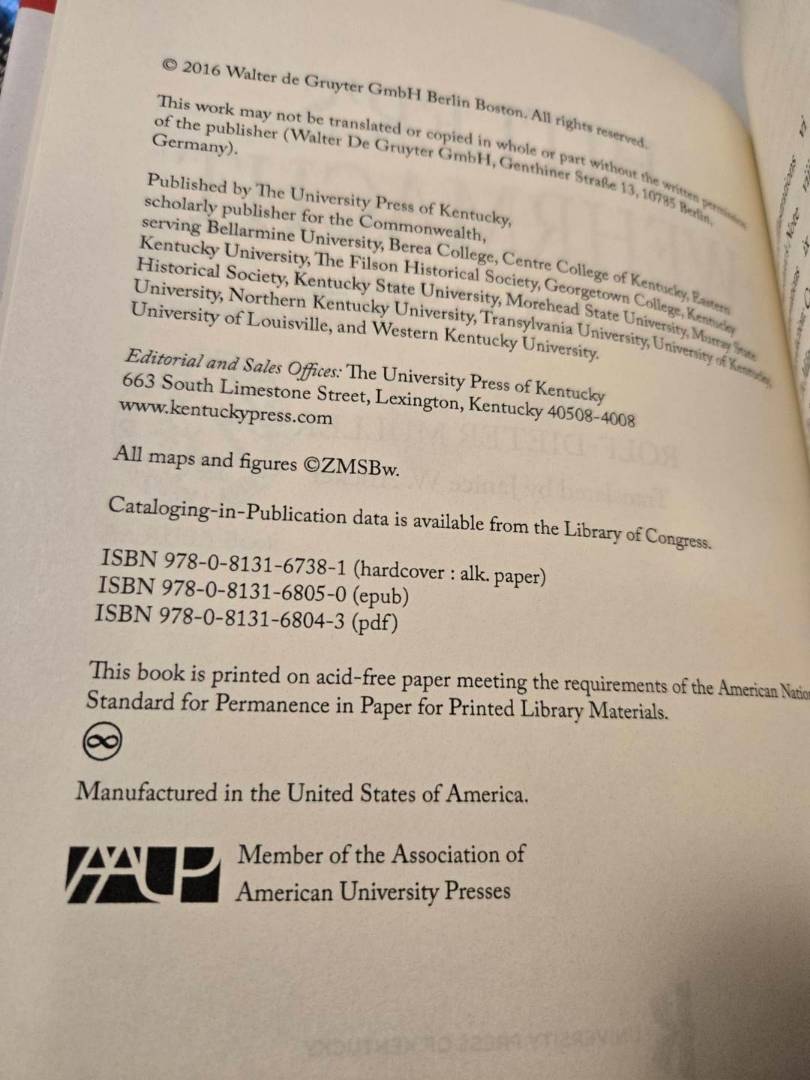 © 2016 Walter de Gruyter GmbH Berlin Boston. All rights reserved.
This work may not be translated or copied in whole or part without the written permission
of the publisher (Walter De Gruyter GmbH, Genthiner Straße 13, 10785 Berlin,
Germany).
Published by The University Press of Kentucky,
scholarly publisher for the Commonwealth,
serving Bellarmine University, Berea College, Centre College of Kentucky, Eastern
Kentucky University, The Filson Historical Society, Georgetown College, Kentucky
Historical Society, Kentucky State University, Morehead State University, Murray State
University, Northern Kentucky University, Transylvania University, University of Kentucky,
University of Louisville, and Western Kentucky University.
Editorial and Sales Offices: The University Press of Kentucky
663 South Limestone Street, Lexington, Kentucky 40508-4008
www.kentuckypress.com
All maps and figures ©ZMSBw.
Cataloging-in-Publication data is available from the Library of Congress.
ISBN 978-0-8131-6738-1 (hardcover : alk. paper)
ISBN 978-0-8131-6805-0 (epub)
ISBN 978-0-8131-6804-3 (pdf)
This book is printed on acid-free paper meeting the requirements of the American Nation
Standard for Permanence in Paper for Printed Library Materials.
Manufactured in the United States of America.
AAUP
Member of the Association of
American University Presses